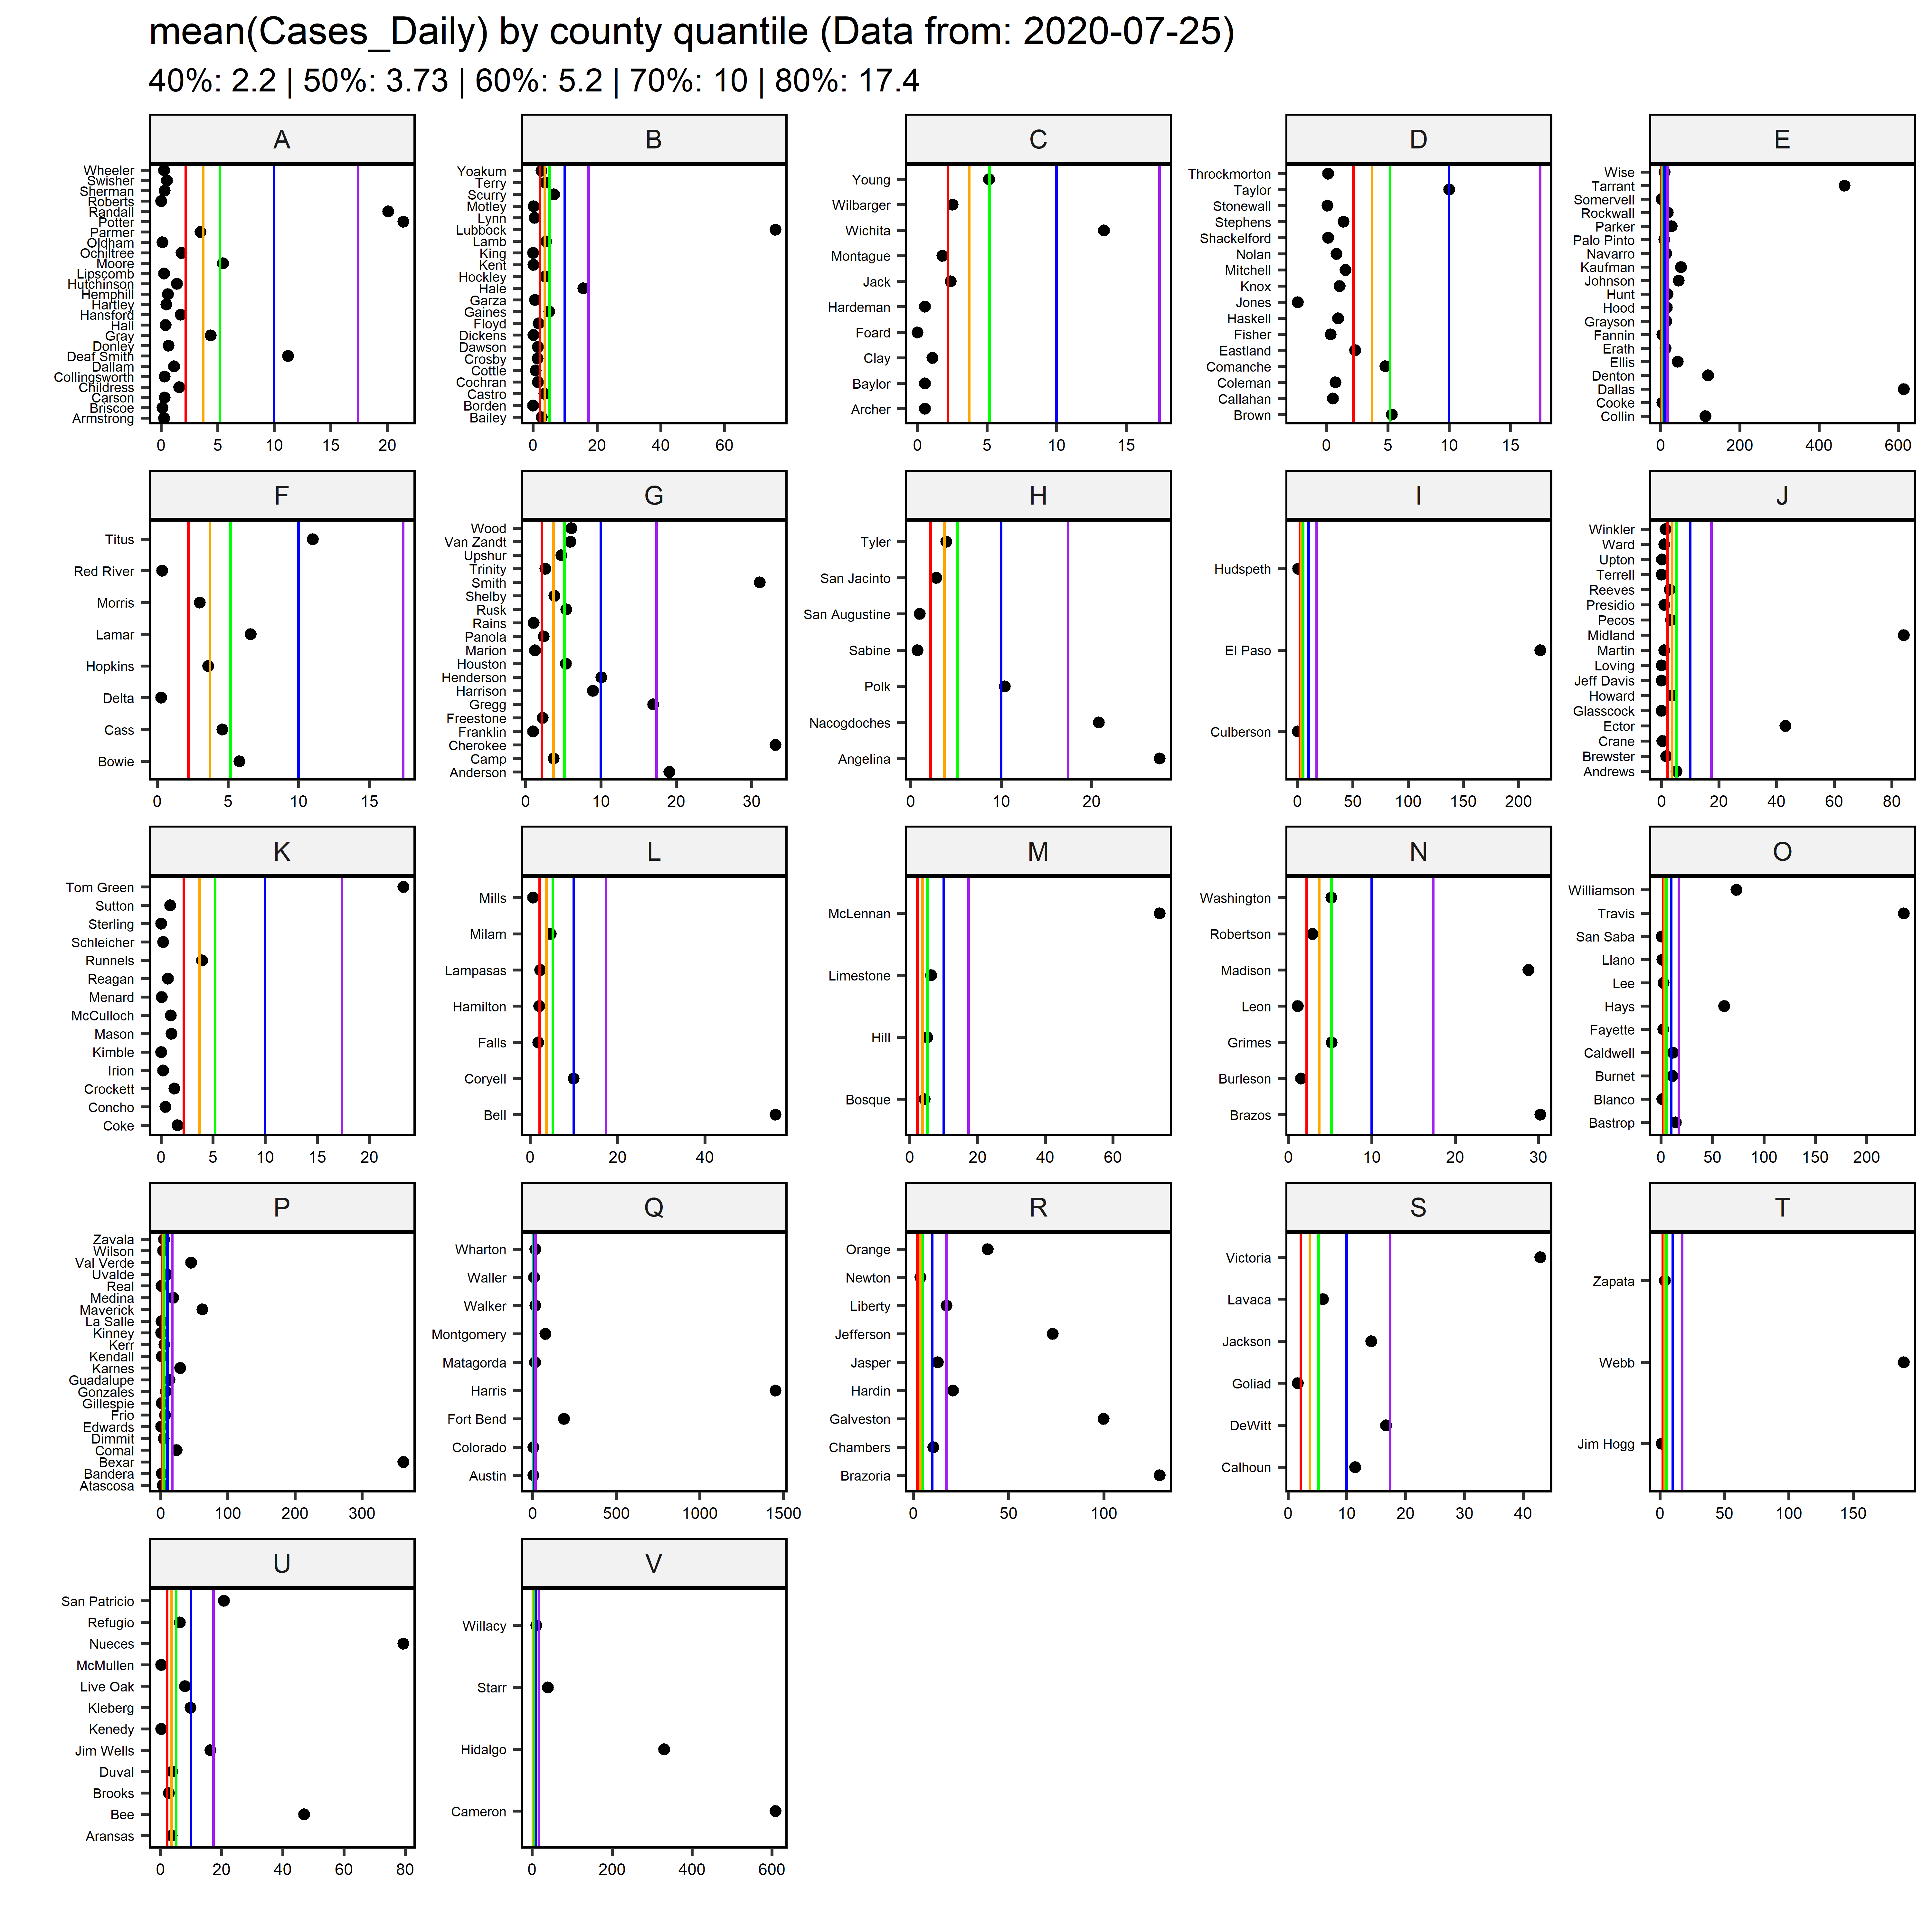 mean(Cases_Daily) by county quantile (Data from: 2020-07-25)
40%: 2.2 | 50%: 3.73 | 60%: 5.2 | 70%: 10 | 80%: 17.4
A
Wheeler
Swisher
Sherman
Roberts
Randall
Potter
Parmer
Oldham
Ochiltree
Moore
Lipscomb
Hutchinson
Hemphill
Hartley
Hansford
Hall
Gray
Donley
Deaf Smith
Dallam
Collingsworth
Childress
Carson
Briscoe
Armstrong
0 5 10 15 20
B
Yoakum
Terry
Scurry
Motley
Lynn
Lubbock
Lamb
King
Kent
Hockley
Hale
Garza
Gaines
Floyd
Dickens
Dawson
Crosby
Cottle
Cochran
Castro
Borden
Bailey
0 20 40 60
C
Young
Wilbarger
Wichita
Montague
Jack
Hardeman
Foard
Clay
Baylor
Archer
0 5 10 15
D
Throckmorton
Taylor
Stonewall
Stephens
Shackelford
Nolan
Mitchell
Knox
Jones
Haskell
Fisher
Eastland
Comanche
Coleman
Callahan
Brown
0 5 10 15
E
Wise
Tarrant
Somervell
Rockwall
Parker
Palo Pinto
Navarro
Kaufman
Johnson
Hunt
Hood
Grayson
Fannin
Erath
Ellis
Denton
Dallas
Cooke
Collin
0 200 400 600
F
Titus
Red River
Morris
Lamar
Hopkins
Delta
Cass
Bowie
0 5 10 15
G
Wood
Van Zandt
Upshur
Trinity
Smith
Shelby
Rusk
Rains
Panola
Marion
Houston
Henderson
Harrison
Gregg
Freestone
Franklin
Cherokee
Camp
Anderson
0 10 20 30
H
Tyler
San Jacinto
San Augustine
Sabine
Polk
Nacogdoches
Angelina
0 10 20
I
Hudspeth
El Paso
Culberson
0 50 100 150 200
J
Winkler
Ward
Upton
Terrell
Reeves
Presidio
Pecos
Midland
Martin
Loving
Jeff Davis
Howard
Glasscock
Ector
Crane
Brewster
Andrews
0 20 40 60 80
K
Tom Green
Sutton
Sterling
Schleicher
Runnels
Reagan
Menard
McCulloch
Mason
Kimble
Irion
Crockett
Concho
Coke
0 5 10 15 20
L
Mills
Milam
Lampasas
Hamilton
Falls
Coryell
Bell
0 20 40
M
McLennan
Limestone
Hill
Bosque
0 20 40 60
N
Washington
Robertson
Madison
Leon
Grimes
Burleson
Brazos
0 10 20 30
O
Williamson
Travis
San Saba
Llano
Lee
Hays
Fayette
Caldwell
Burnet
Blanco
Bastrop
0 50 100 150 200
P
Zavala
Wilson
Val Verde
Uvalde
Real
Medina
Maverick
La Salle
Kinney
Kerr
Kendall
Karnes
Guadalupe
Gonzales
Gillespie
Frio
Edwards
Dimmit
Comal
Bexar
Bandera
Atascosa
0 100 200 300
Q
Wharton
Waller
Walker
Montgomery
Matagorda
Harris
Fort Bend
Colorado
Austin
0 500 1000 1500
R
Orange
Newton
Liberty
Jefferson
Jasper
Hardin
Galveston
Chambers
Brazoria
0 50 100
S
Victoria
Lavaca
Jackson
Goliad
DeWitt
Calhoun
0 10 20 30 40
T
Zapata
Webb
Jim Hogg
0 50 100 150
U
San Patricio
Refugio
Nueces
McMullen
Live Oak
Kleberg
Kenedy
Jim Wells
Duval
Brooks
Bee
Aransas
0 20 40 60 80
V
Willacy
Starr
Hidalgo
Cameron
0 200 400 600